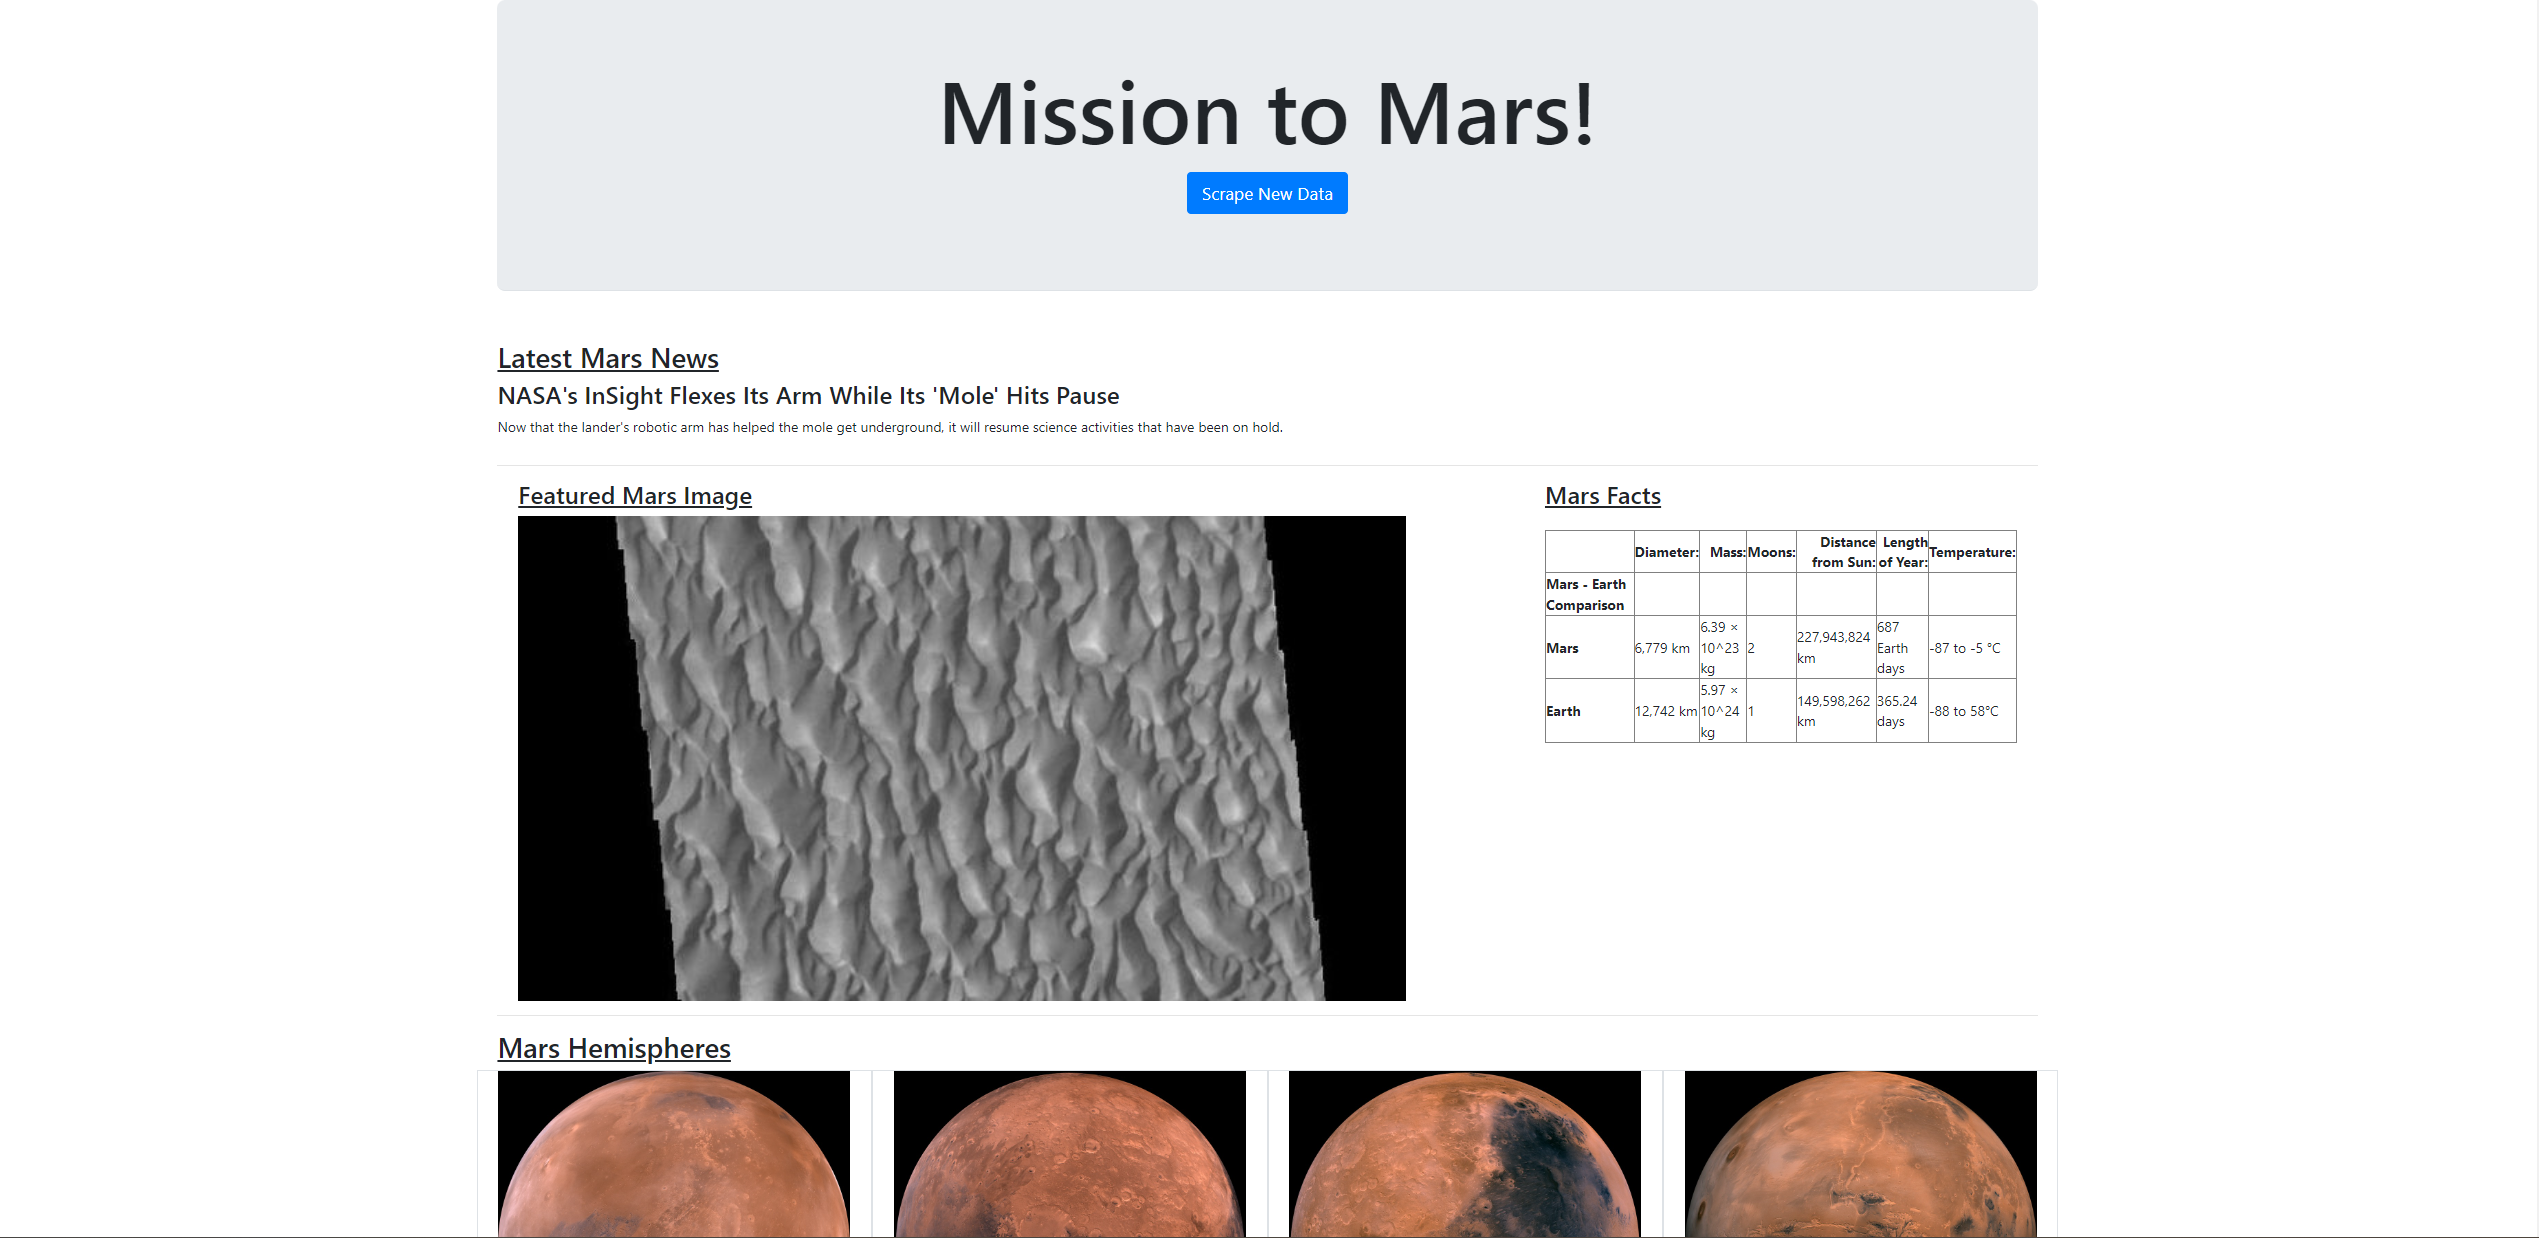 Mission to Mars!
Scrape New Data
Latest Mars News
NASA's InSight Flexes Its Arm While Its 'Mole' Hits Pause
Now that the lander's robotic arm has helped the mole get underground, it will resume science activities that have been on hold.
Featured Mars Image
Mars Facts
Diameter: Mass: Moons: Distance from Sun: Length of Year: Temperature:
Mars - Earth Comparison
Mars 6,779 km 6.39 × 10^23 kg 2 227,943,824 km 687 Earth days -87 to -5 °C
Earth 12,742 km 5.97 × 10^24 kg 1 149,598,262 km 365.24 days -88 to 58°C
Mars Hemispheres